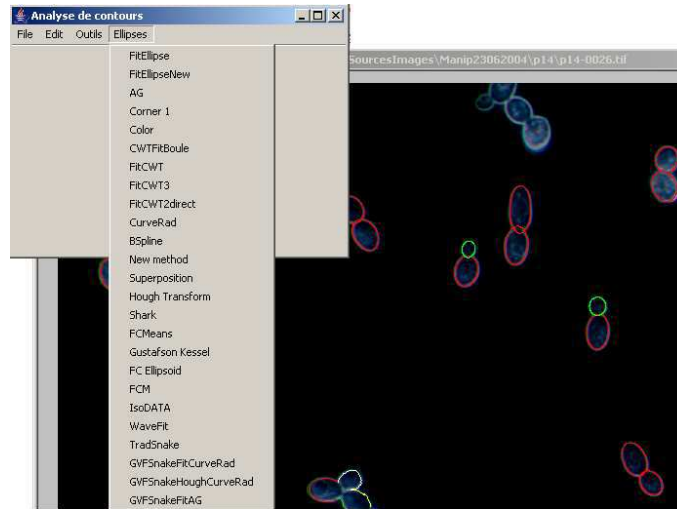 Analyse de contours
File Edit Outils Ellipses
SourcesImages\Manip23062004\p14\p14-0026.tif
FitEllipse
FitEllipseNew
AG
Corner 1
Color
CWTFitBoule
FitCWT
FitCWT3
FitCWT2direct
CurveRad
BSpline
New method
Superposition
Hough Transform
Shark
FCMeans
Gustafson Kessel
FC Ellipsoid
FCM
IsoDATA
WaveFit
TradSnake
GVFSnakeFitCurveRad
GVFSnakeHoughCurveRad
GVFSnakeFitAG